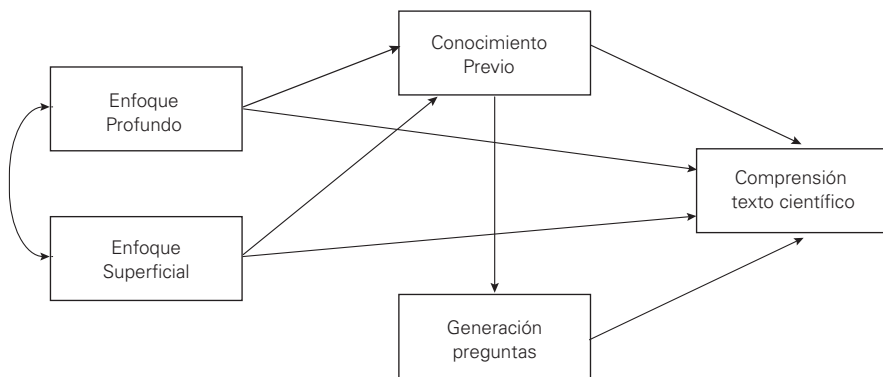 Conocimiento
Previo
Enfoque
Profundo
Comprensión
texto científico
Enfoque
Superficial
Generación
preguntas